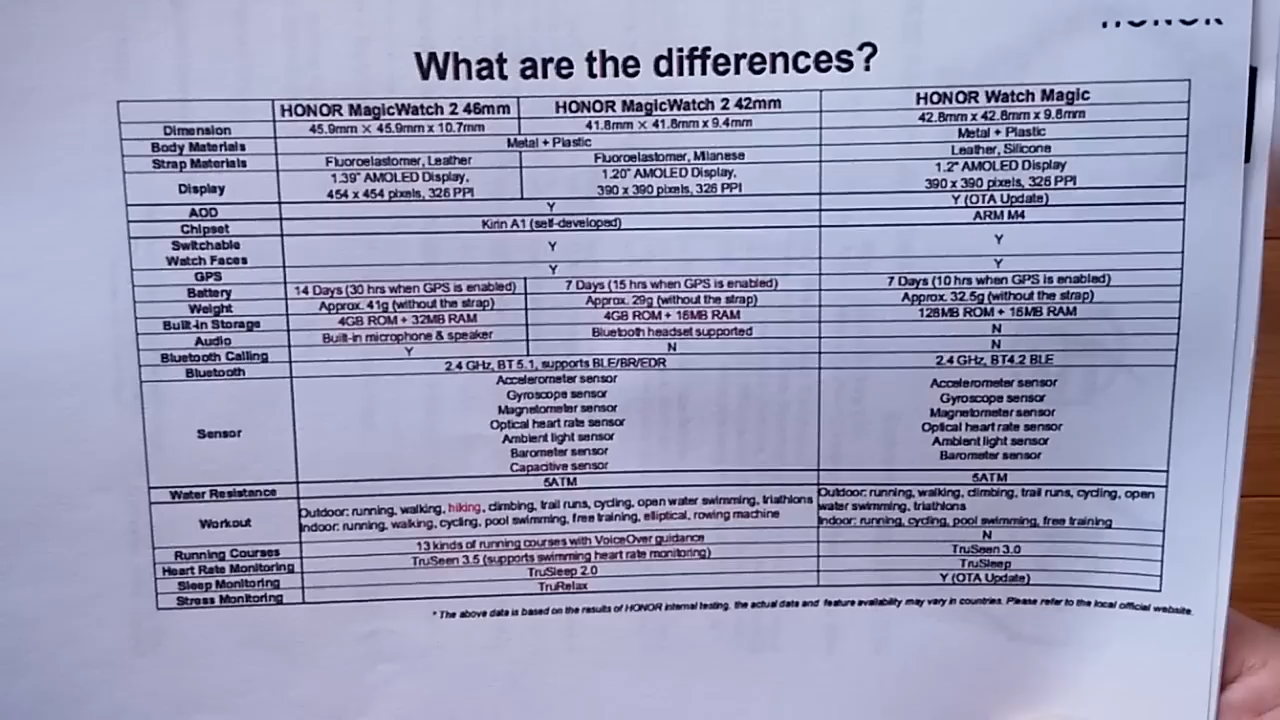 HONOR
What are the differences?
HONOR MagicWatch 2 46mm HONOR MagicWatch 2 42mm HONOR Watch Magic
Dimension 45.9mm X 45.9mm x 10.7mm 41.8mm X 41.8mm x 9.4mm 42.8mm x 42.8mm x 9.8mm
Body Materials Metal + Plastic Metal + Plastic
Strap Materials Fluoroelastomer, Leather Fluoroelastomer, Milanese Leather, Silicone
Display 1.39" AMOLED Display, 1.20" AMOLED Display, 1.2" AMOLED Display
454 x 454 pixels, 326 PPI 390 x 390 pixels, 326 PPI 390 x 390 pixels, 326 PPI
AOD Y Y (OTA Update)
Chipset Kirin A1 (self-developed) ARM M4
Switchable
Watch Faces Y Y
GPS Y Y
Battery 14 Days (30 hrs when GPS is enabled) 7 Days (15 hrs when GPS is enabled) 7 Days (10 hrs when GPS is enabled)
Weight Approx. 41g (without the strap) Approx. 29g (without the strap) Approx. 32.5g (without the strap)
Built-in Storage 4GB ROM + 32MB RAM 4GB ROM + 16MB RAM 128MB ROM + 16MB RAM
Audio Built-in microphone & speaker Bluetooth headset supported N
Bluetooth Calling Y N N
Bluetooth 2.4 GHz, BT 5.1, supports BLE/BR/EDR 2.4 GHz, BT4.2 BLE
Sensor
Accelerometer sensor Accelerometer sensor
Gyroscope sensor Gyroscope sensor
Magnetometer sensor Magnetometer sensor
Optical heart rate sensor Optical heart rate sensor
Ambient light sensor Ambient light sensor
Barometer sensor Barometer sensor
Capacitive sensor
Water Resistance 5ATM 5ATM
Workout
Outdoor: running, walking, hiking, climbing, trail runs, cycling, open water swimming, triathlons
Indoor: running, walking, cycling, pool swimming, free training, elliptical, rowing machine
Outdoor: running, walking, climbing, trail runs, cycling, open
water swimming, triathlons
Indoor: running, cycling, pool swimming, free training
Running Courses 13 kinds of running courses with VoiceOver guidance N
Heart Rate Monitoring TruSeen 3.5 (supports swimming heart rate monitoring) TruSeen 3.0
Sleep Monitoring TruSleep 2.0 TruSleep
Stress Monitoring TruRelax Y (OTA Update)
* The above data is based on the results of HONOR internal testing, the actual data and feature availability may vary in countries. Please refer to the local official website.